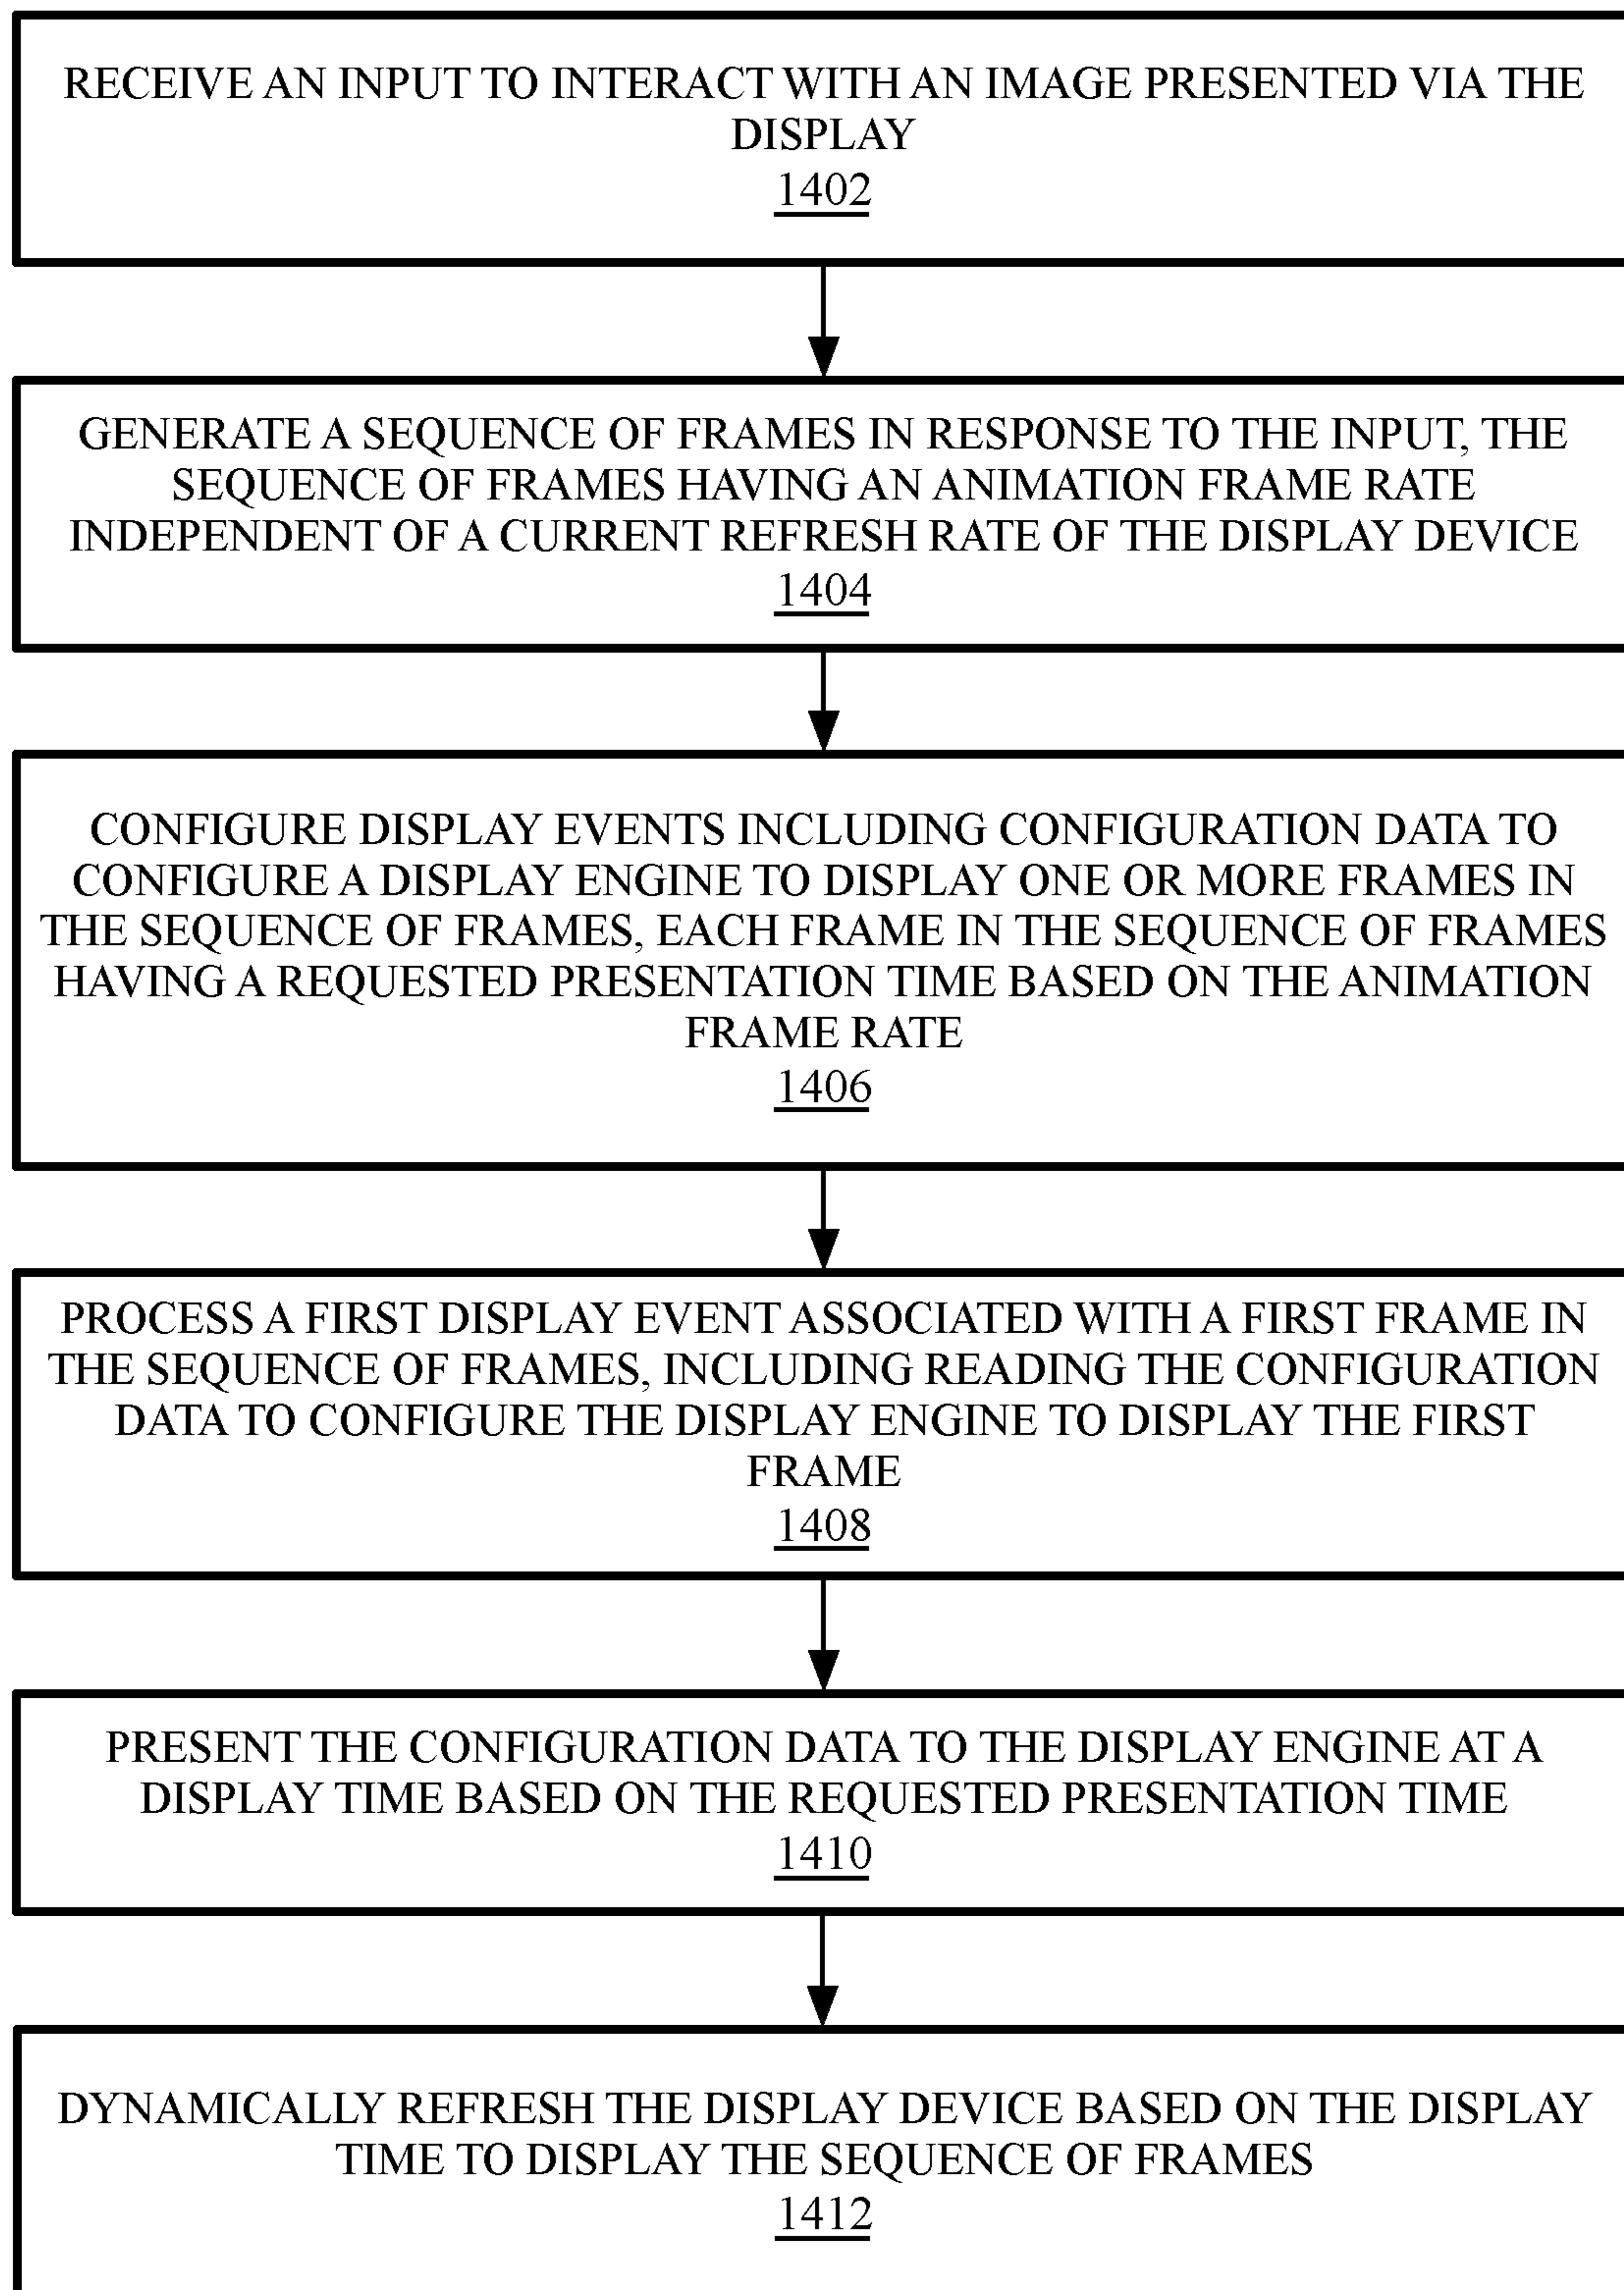 RECEIVE AN INPUT TO INTERACT WITH AN IMAGE PRESENTED VIA THE
DISPLAY
1402
GENERATE A SEQUENCE OF FRAMES IN RESPONSE TO THE INPUT, THE
SEQUENCE OF FRAMES HAVING AN ANIMATION FRAME RATE
INDEPENDENT OF A CURRENT REFRESH RATE OF THE DISPLAY DEVICE
1404
CONFIGURE DISPLAY EVENTS INCLUDING CONFIGURATION DATA TO
CONFIGURE A DISPLAY ENGINE TO DISPLAY ONE OR MORE FRAMES IN
THE SEQUENCE OF FRAMES, EACH FRAME IN THE SEQUENCE OF FRAMES
HAVING A REQUESTED PRESENTATION TIME BASED ON THE ANIMATION
FRAME RATE
1406
PROCESS A FIRST DISPLAY EVENT ASSOCIATED WITH A FIRST FRAME IN
THE SEQUENCE OF FRAMES, INCLUDING READING THE CONFIGURATION
DATA TO CONFIGURE THE DISPLAY ENGINE TO DISPLAY THE FIRST
FRAME
1408
PRESENT THE CONFIGURATION DATA TO THE DISPLAY ENGINE AT A
DISPLAY TIME BASED ON THE REQUESTED PRESENTATION TIME
1410
DYNAMICALLY REFRESH THE DISPLAY DEVICE BASED ON THE DISPLAY
TIME TO DISPLAY THE SEQUENCE OF FRAMES
1412